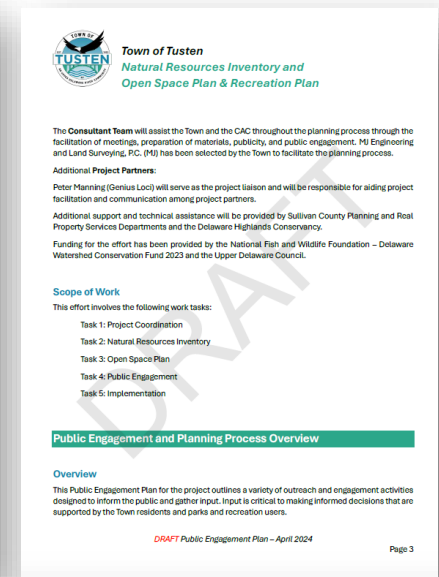 TOWN OF
TUSTEN
Town of Tusten
Natural Resources Inventory and
Open Space Plan & Recreation Plan
The Consultant Team will assist the Town and the CAC throughout the planning process through the
facilitation of meetings, preparation of materials, publicity, and public engagement. MJ Engineering
and Land Surveying, P.C. (MJ) has been selected by the Town to facilitate the planning process.
Additional Project Partners:
Peter Manning (Genius Loci) will serve as the project liaison and will be responsible for aiding project
facilitation and communication among project partners.
Additional support and technical assistance will be provided by Sullivan County Planning and Real
Property Services Departments and the Delaware Highlands Conservancy.
Funding for the effort has been provided by the National Fish and Wildlife Foundation – Delaware
Watershed Conservation Fund 2023 and the Upper Delaware Council.
Scope of Work
This effort involves the following work tasks:
Task 1: Project Coordination
Task 2: Natural Resources Inventory
Task 3: Open Space Plan
Task 4: Public Engagement
Task 5: Implementation
DRAFT
Public Engagement and Planning Process Overview
Overview
This Public Engagement Plan for the project outlines a variety of outreach and engagement activities
designed to inform the public and gather input. Input is critical to making informed decisions that are
supported by the Town residents and parks and recreation users.
DRAFT Public Engagement Plan – April 2024
Page 3